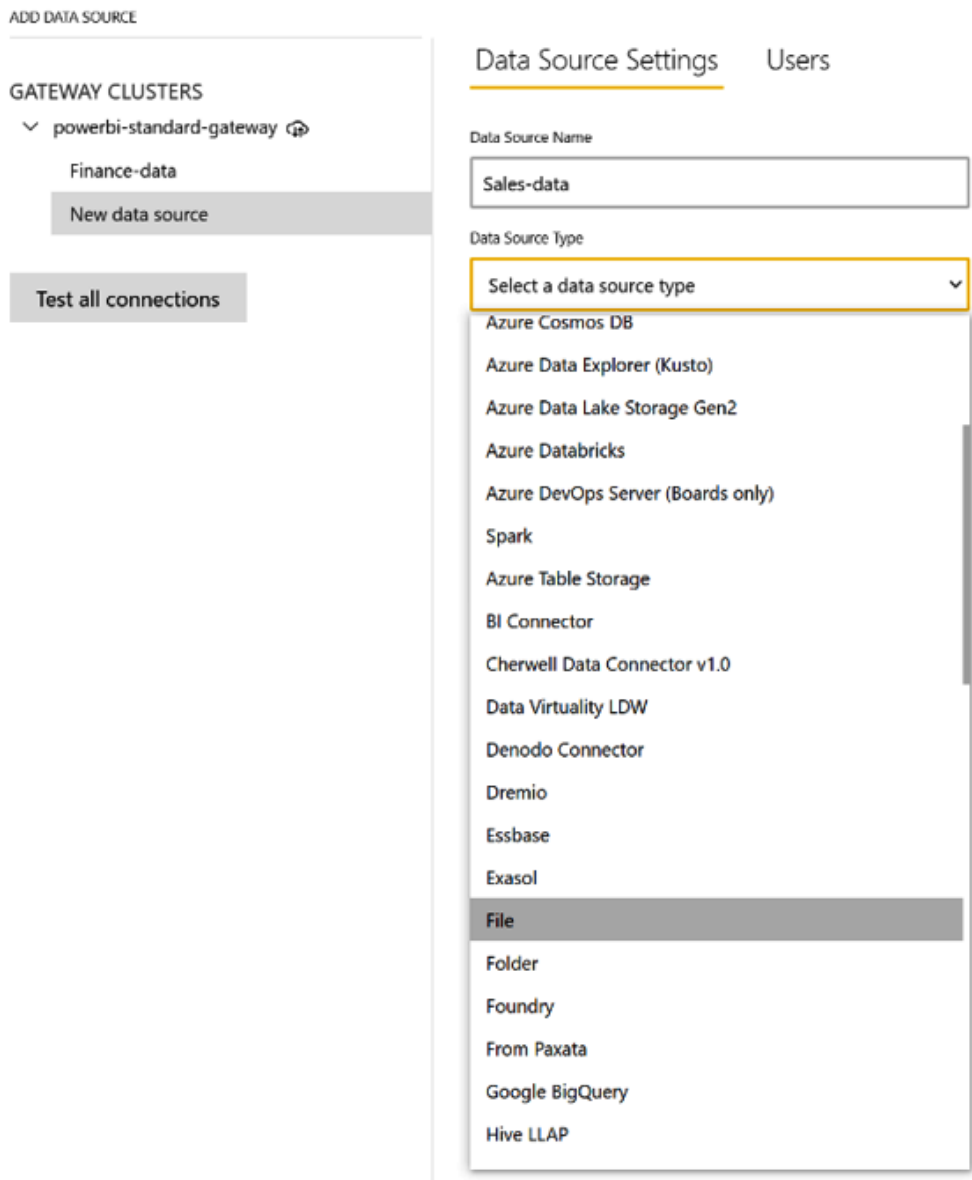 ADD DATA SOURCE
GATEWAY CLUSTERS
powerbi-standard-gateway
Finance-data
New data source
Test all connections
Data Source Settings
Users
Data Source Name
Sales-data
Data Source Type
Select a data source type
Azure Cosmos DB
Azure Data Explorer (Kusto)
Azure Data Lake Storage Gen2
Azure Databricks
Azure DevOps Server (Boards only)
Spark
Azure Table Storage
BI Connector
Cherwell Data Connector v1.0
Data Virtuality LDW
Denodo Connector
Dremio
Essbase
Exasol
File
Folder
Foundry
From Paxata
Google BigQuery
Hive LLAP